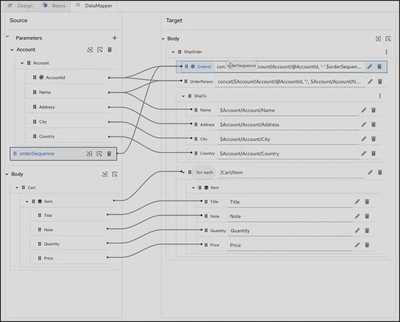 Design
Beans
DataMapper
Source
Target
Parameters
Body
Account
ShipOrder
Account
OrderId
orderSequence
count/Account/@AccountId, '-' $orderSequen...
AccountId
OrderPerson
concat($Account/Account/@AccountId, '-', $Account/Account/N...
Name
ShipTo
Address
Name
$Account/Account/Name
City
Address
$Account/Account/Address
Country
City
$Account/Account/City
orderSequence
Country
$Account/Account/Country
Body
for-each
/Cart/Item
Cart
Item
Item
Title
Title
Title
Note
Note
Note
Quantity
Quantity
Quantity
Price
Price
Price